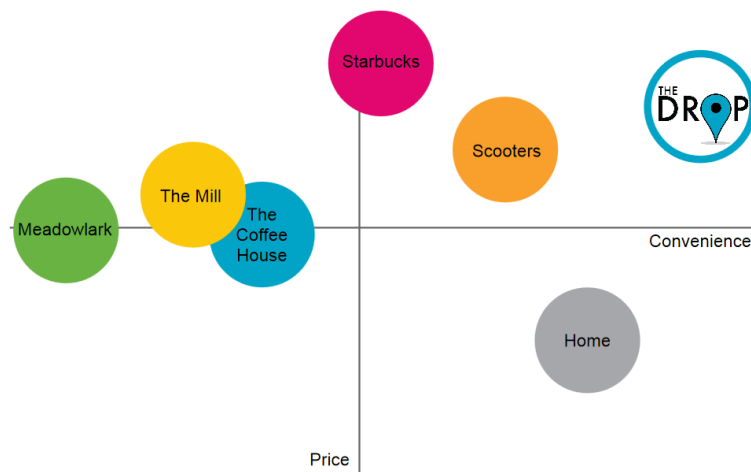 Starbucks
THE
DROP
Scooters
The Mill
Meadowlark
The
Coffee
House
Convenience
Home
Price